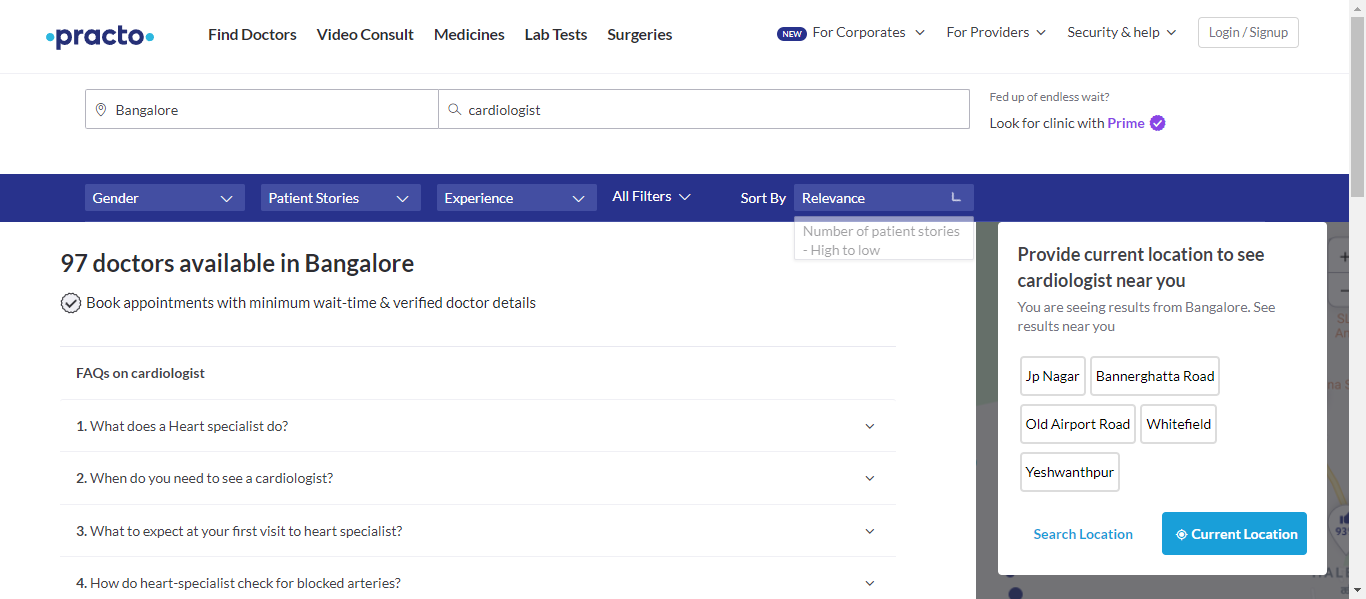 practo
Find Doctors
Video Consult
Medicines
Lab Tests
Surgeries
NEW
For Corporates
For Providers
Security & help
Login / Signup
Bangalore
cardiologist
Fed up of endless wait?
Look for clinic with Prime
Gender
Patient Stories
Experience
All Filters
Sort By
Relevance
Number of patient stories
- High to low
97 doctors available in Bangalore
Book appointments with minimum wait-time & verified doctor details
FAQs on cardiologist
1. What does a Heart specialist do?
2. When do you need to see a cardiologist?
3. What to expect at your first visit to heart specialist?
4. How do heart-specialist check for blocked arteries?
Provide current location to see
cardiologist near you
You are seeing results from Bangalore. See
results near you
Jp Nagar
Bannerghatta Road
Old Airport Road
Whitefield
Yeshwanthpur
Search Location
Current Location